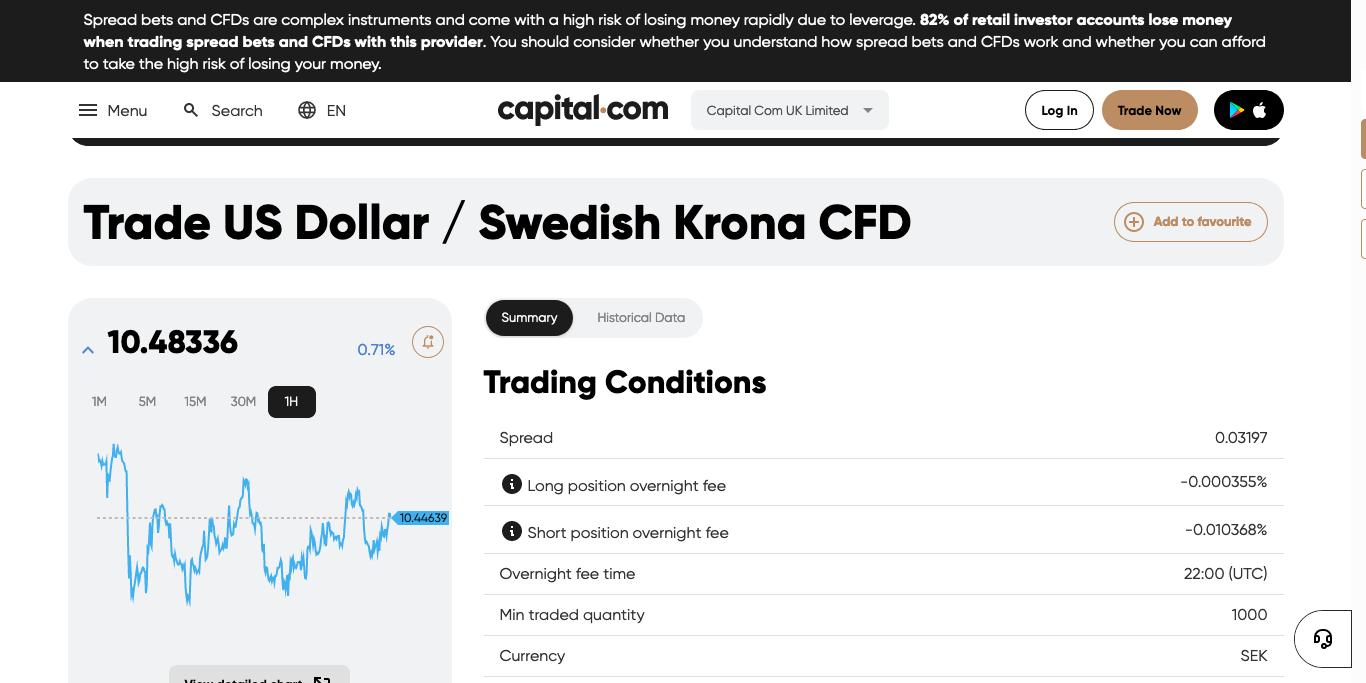 Spread bets and CFDs are complex instruments and come with a high risk of losing money rapidly due to leverage. 82% of retail investor accounts lose money
when trading spread bets and CFDs with this provider. You should consider whether you understand how spread bets and CFDs work and whether you can afford
to take the high risk of losing your money.
Menu
Search
EN
capital.com
Capital Com UK Limited
Log In
Trade Now
Trade US Dollar / Swedish Krona CFD
Add to favourite
10.48336
0.71%
1M
5M
15M
30M
1H
10.44639
View detailed chart
Summary
Historical Data
Trading Conditions
Spread 0.03197
Long position overnight fee -0.000355%
Short position overnight fee -0.010368%
Overnight fee time 22:00 (UTC)
Min traded quantity 1000
Currency SEK